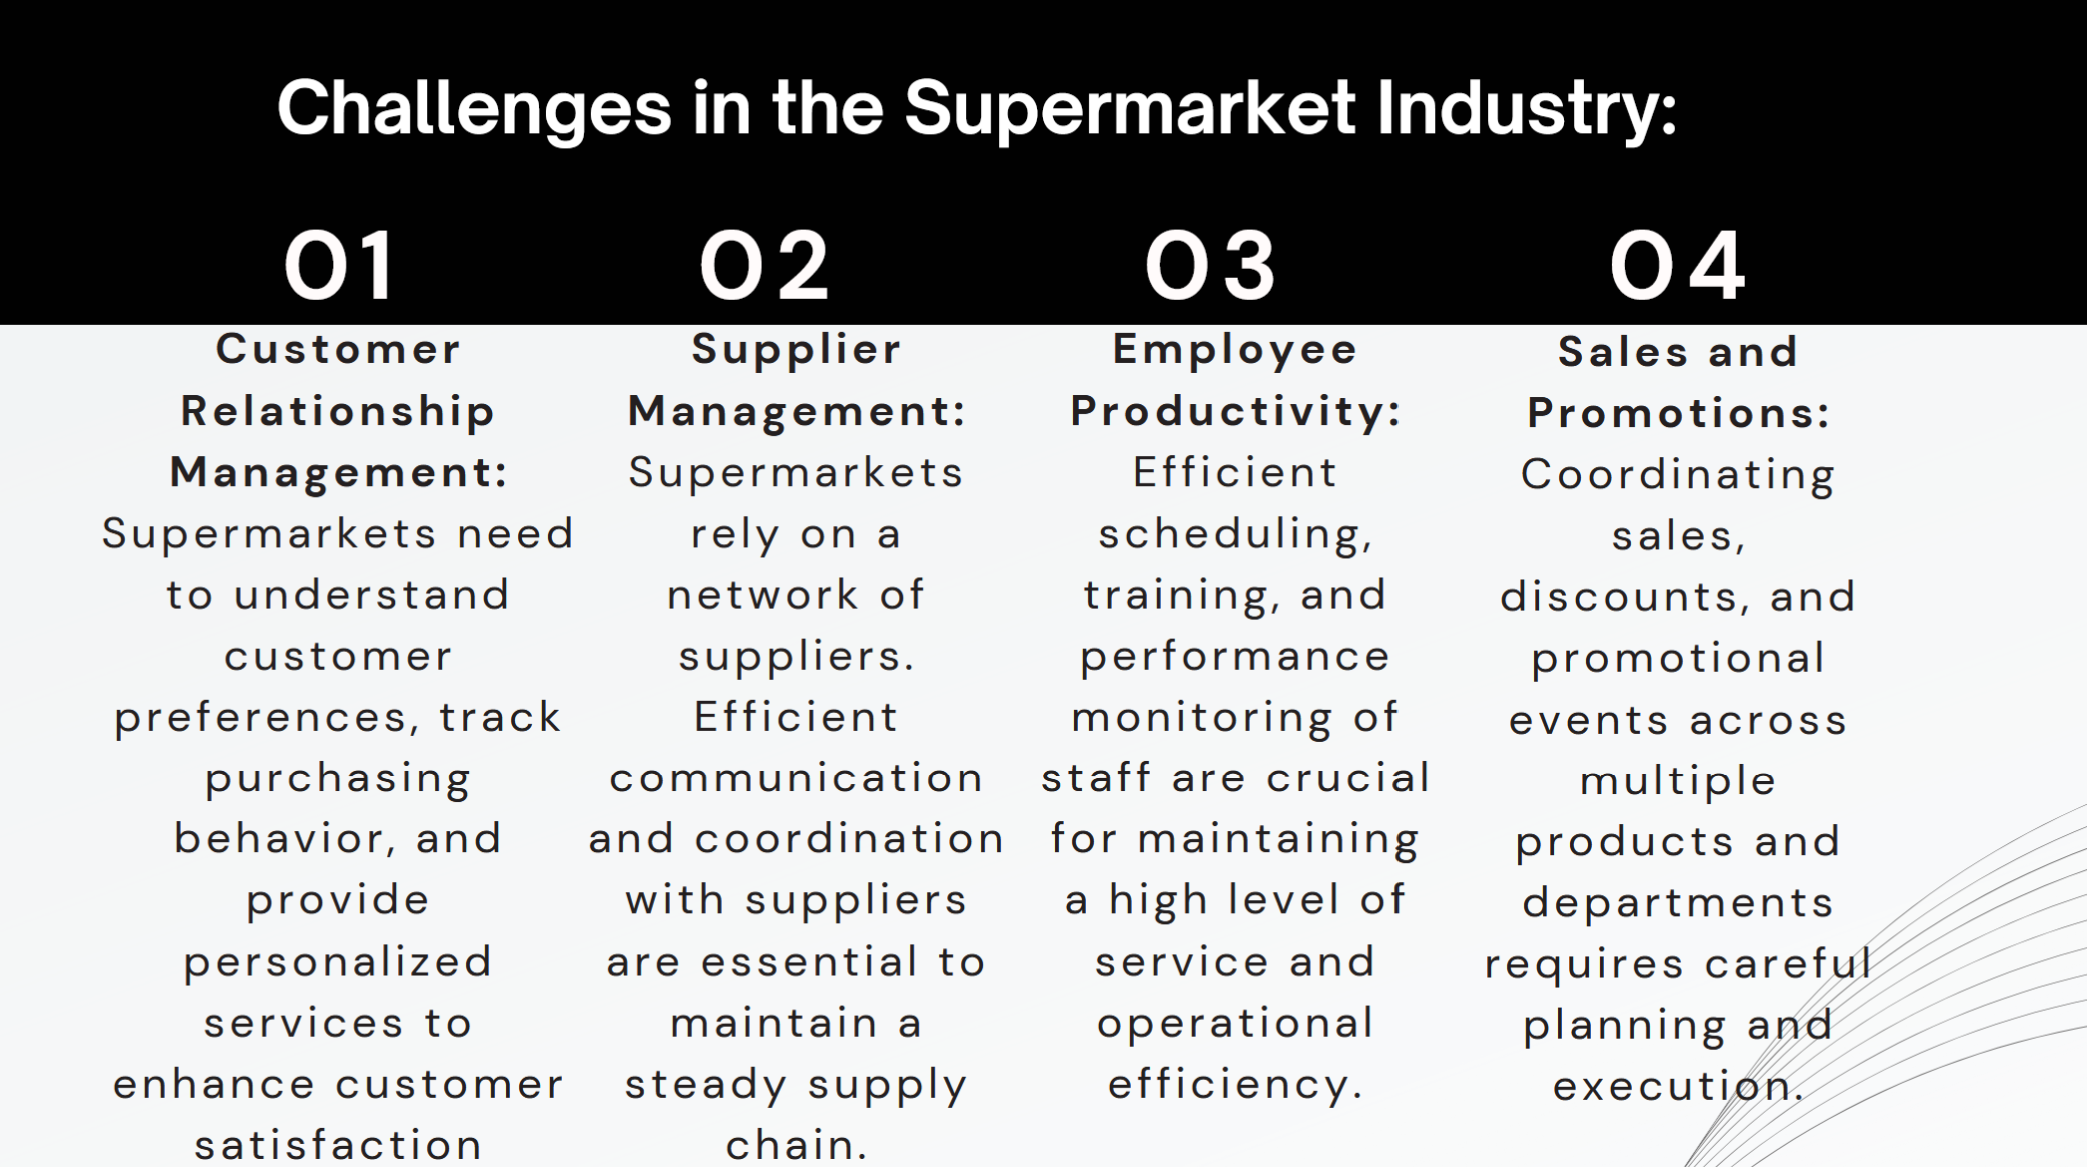 Challenges in the Supermarket Industry:
01
Customer
Relationship
Management:
Supermarkets need
to understand
customer
preferences, track
purchasing
behavior, and
provide
personalized
services to
enhance customer
satisfaction
02
Supplier
Management:
Supermarkets
rely on a
network of
suppliers.
Efficient
communication
and coordination
with suppliers
are essential to
maintain a
steady supply
chain.
03
Employee
Productivity:
Efficient
scheduling,
training, and
performance
monitoring of
staff are crucial
for maintaining
a high level of
service and
operational
efficiency.
04
Sales and
Promotions:
Coordinating
sales,
discounts, and
promotional
events across
multiple
products and
departments
requires careful
planning and
execution.